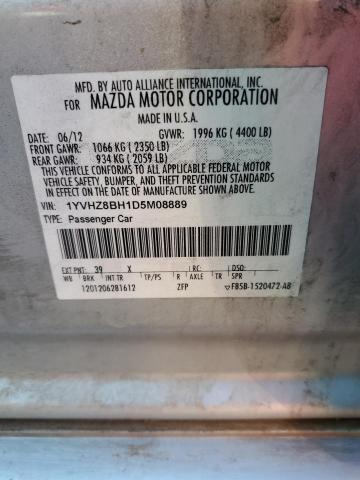 MFD. BY AUTO ALLIANCE INTERNATIONAL, INC.
FOR MAZDA MOTOR CORPORATION
MADE IN U.S.A.
DATE: 06/12 GVWR: 1996 KG ( 4400 LB)
FRONT GAWR: 1066 KG ( 2350 LB)
REAR GAWR: 934 KG ( 2059 LB)
THIS VEHICLE CONFORMS TO ALL APPLICABLE FEDERAL MOTOR
VEHICLE SAFETY, BUMPER, AND THEFT PREVENTION STANDARDS
IN EFFECT ON THE DATE OF MANUFACTURE SHOWN ABOVE.
VIN: 1YVHZ8BH1D5M08889
TYPE: Passenger Car
EXT PNT: 39 X RC: DSO:
WB BRK INT TR TP/PS R AXLE TR SPR
1201206281612 ZFP ▽ F85B-1520472-AB